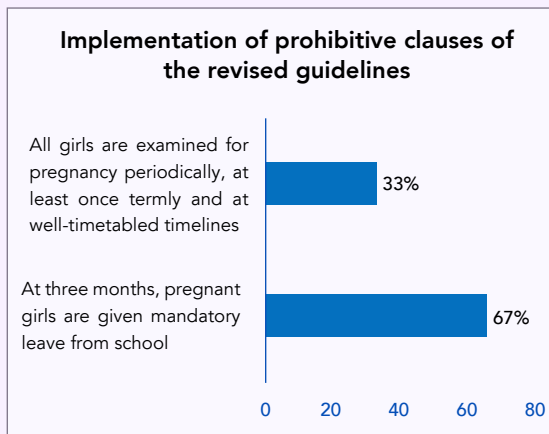 Implementation of prohibitive clauses of
the revised guidelines
All girls are examined for
pregnancy periodically, at
least once termly and at
well-timetabled timelines
33%
At three months, pregnant
girls are given mandatory
leave from school
67%
0 20 40 60 80